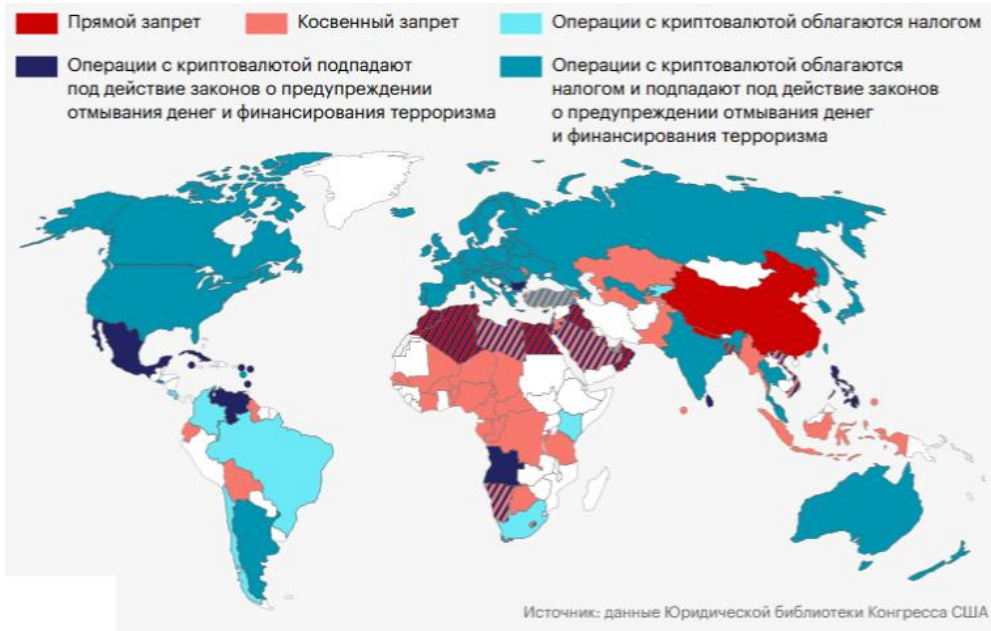 Прямой запрет
Косвенный запрет
Операции с криптовалютой облагаются налогом
Операции с криптовалютой подпадают
под действие законов о предупреждении
отмывания денег и финансирования терроризма
Операции с криптовалютой облагаются
налогом и подпадают под действие законов
о предупреждении отмывания денег
и финансирования терроризма
Источник: данные Юридической библиотеки Конгресса США